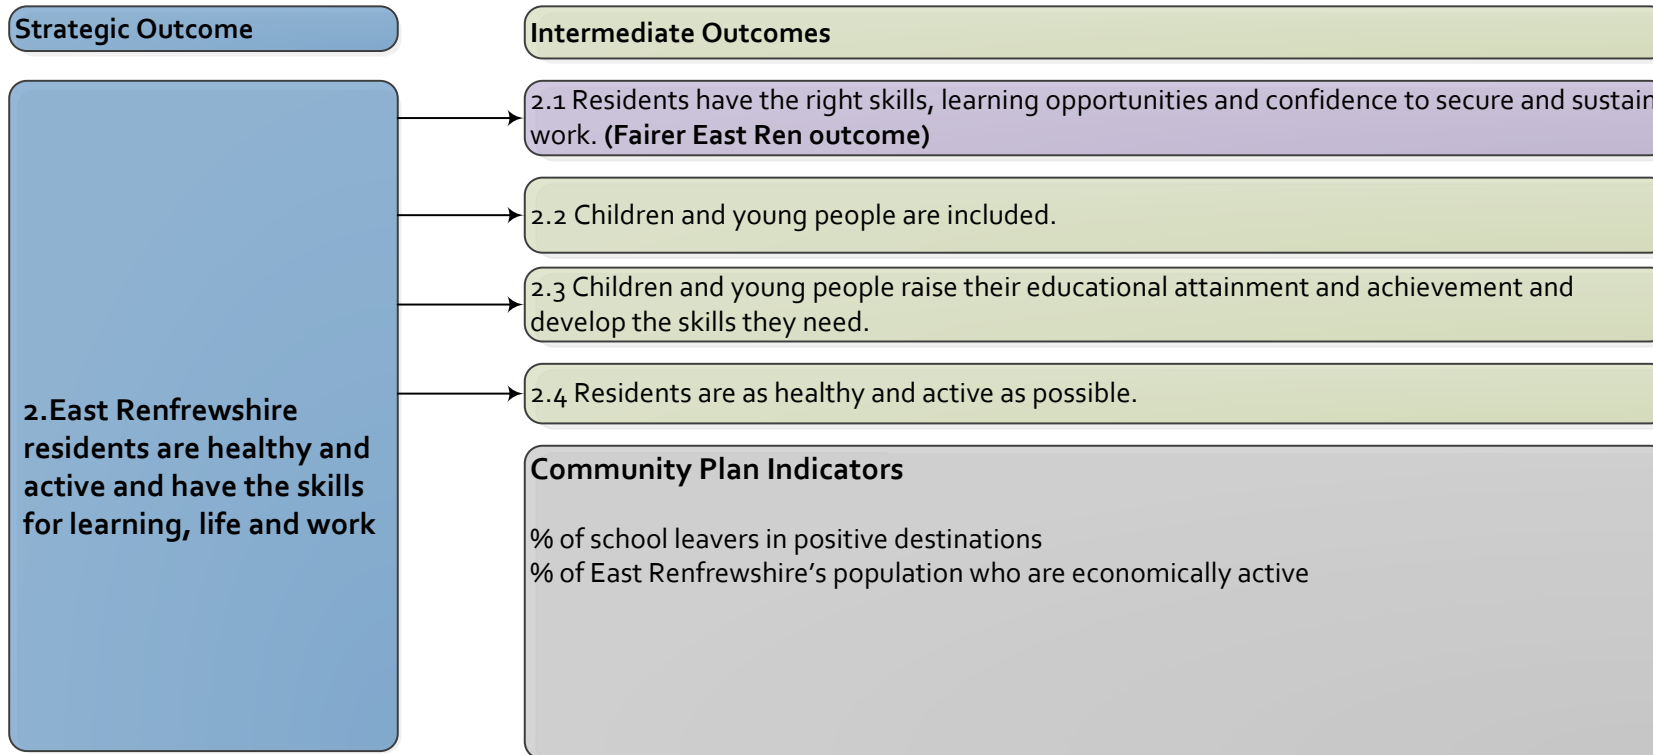 Strategic Outcome
Intermediate Outcomes
2.East Renfrewshire
residents are healthy and
active and have the skills
for learning, life and work
2.1 Residents have the right skills, learning opportunities and confidence to secure and sustain
work. (Fairer East Ren outcome)
2.2 Children and young people are included.
2.3 Children and young people raise their educational attainment and achievement and
develop the skills they need.
2.4 Residents are as healthy and active as possible.
Community Plan Indicators
% of school leavers in positive destinations
% of East Renfrewshire’s population who are economically active